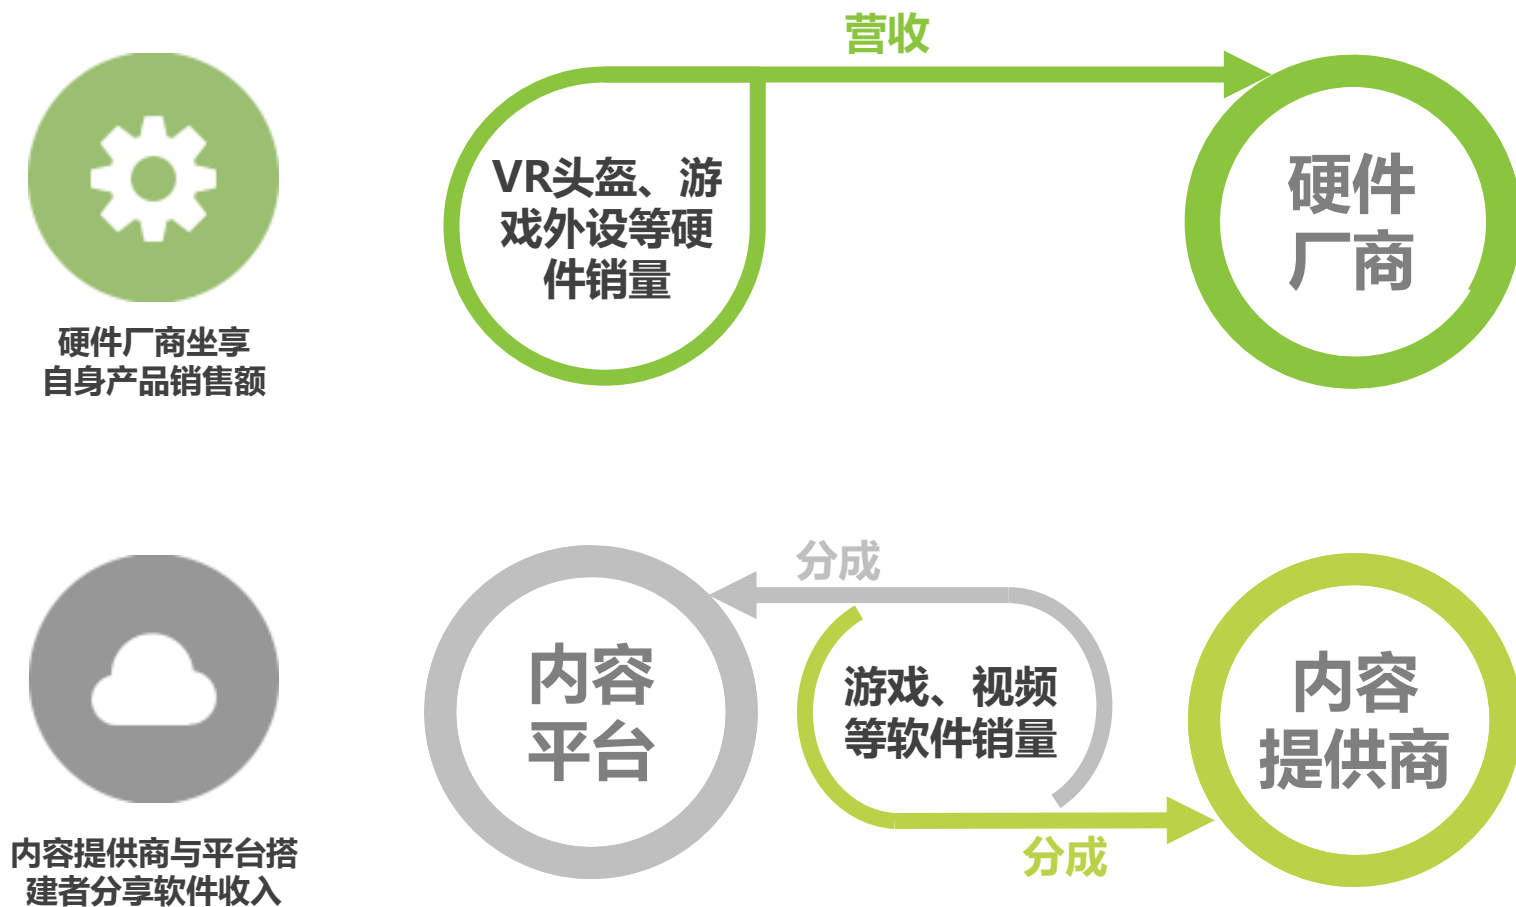 营收
VR头盔、游
戏外设等硬
件销量
硬件
厂商
硬件厂商坐享
自身产品销售额
分成
内容
平台
游戏、视频
等软件销量
内容
提供商
分成
内容提供商与平台搭
建者分享软件收入